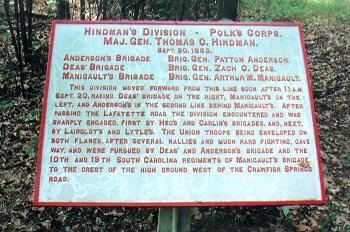 Hindman's Division - Polk's Corps.
Maj. Gen. Thomas C. Hindman.
Sept. 20, 1863.
Anderson's Brigade Brig. Gen. Patton Anderson.
Deas' Brigade Brig. Gen. Zach C. Deas.
Manigault's Brigade Brig. Gen. Arthur M. Manigault.
This division moved forward from this line soon after 11 A.M.
Sept. 20, having Deas' Brigade on the right, Manigault's on the
left, and Anderson's in the second line behind Manigault's. After
passing the Lafayette road the division encountered and was
sharply engaged, first by Heg's and Carlin's brigades, and, next,
by Laiboldt's and Lytle's. The Union troops being enveloped on
both flanks, after several rallies and much hard fighting, gave
way, and were pursued by Deas' and Anderson's Brigade and the
10th and 19th South Carolina regiments of Manigault's Brigade,
to the crest of the high ground west of the Crawfish Springs
road.